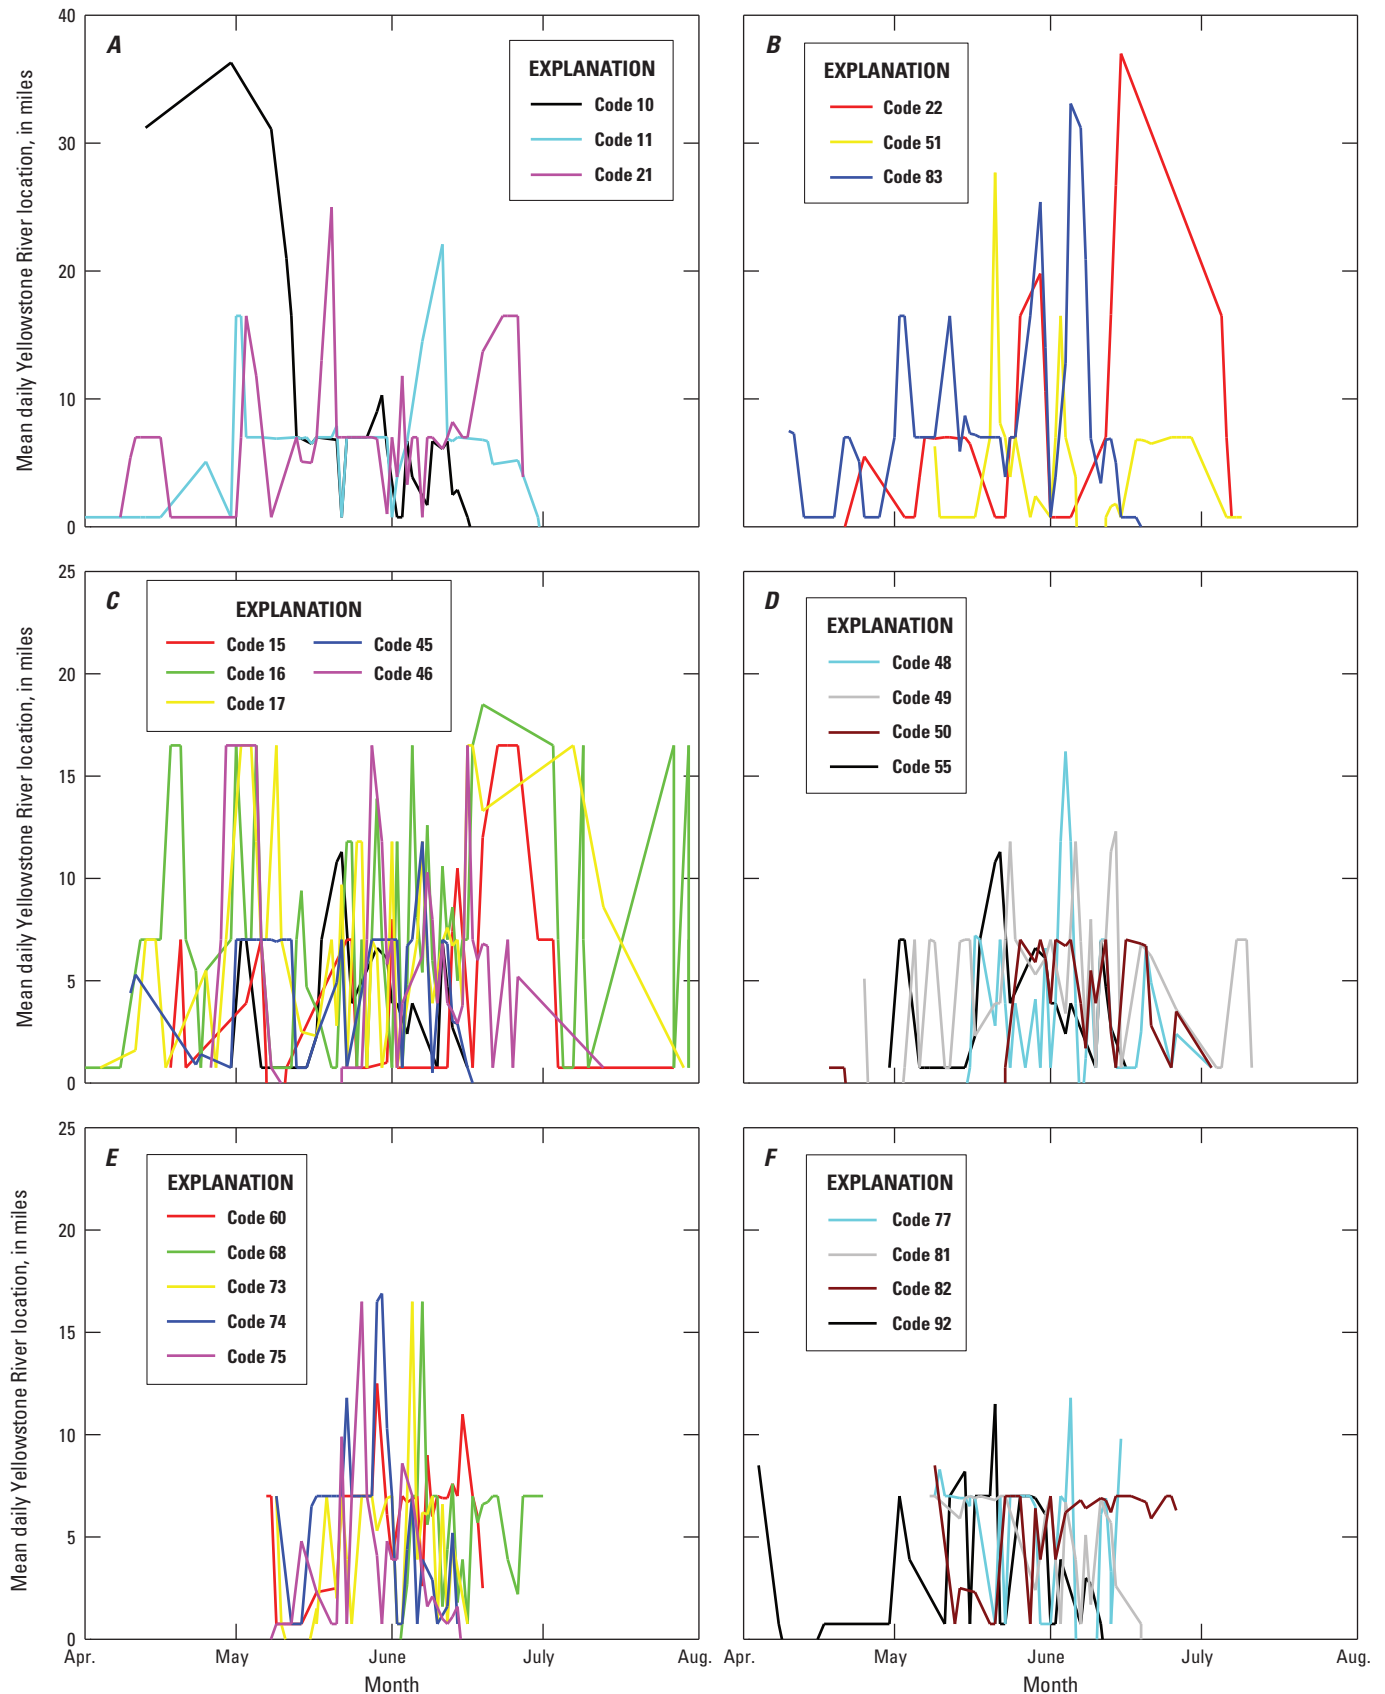 A
EXPLANATION
Code 10
Code 11
Code 21
B
EXPLANATION
Code 22
Code 51
Code 83
40
30
20
10
0
Mean daily Yellowstone River location, in miles
C
EXPLANATION
Code 15
Code 45
Code 16
Code 46
Code 17
D
EXPLANATION
Code 48
Code 49
Code 50
Code 55
25
20
15
10
5
0
Mean daily Yellowstone River location, in miles
E
EXPLANATION
Code 60
Code 68
Code 73
Code 74
Code 75
F
EXPLANATION
Code 77
Code 81
Code 82
Code 92
25
20
15
10
5
0
Mean daily Yellowstone River location, in miles
Apr. May June July Aug.
Month
Apr. May June July Aug.
Month